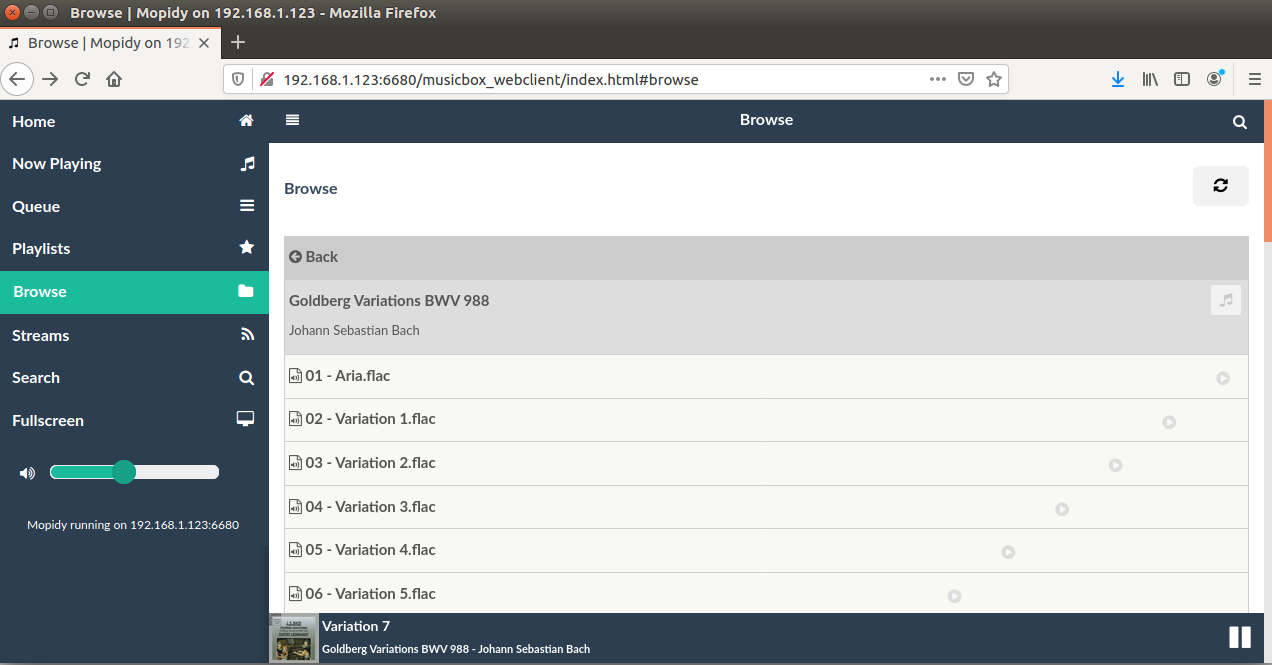 Browse | Mopidy on 192.168.1.123 - Mozilla Firefox
Browse | Mopidy on 192
192.168.1.123:6680/musicbox_webclient/index.html#browse
Home
Now Playing
Queue
Playlists
Browse
Streams
Search
Fullscreen
Mopidy running on 192.168.1.123:6680
Browse
Browse
Back
Goldberg Variations BWV 988
Johann Sebastian Bach
01 - Aria.flac
02 - Variation 1.flac
03 - Variation 2.flac
04 - Variation 3.flac
05 - Variation 4.flac
06 - Variation 5.flac
Variation 7
Goldberg Variations BWV 988 - Johann Sebastian Bach